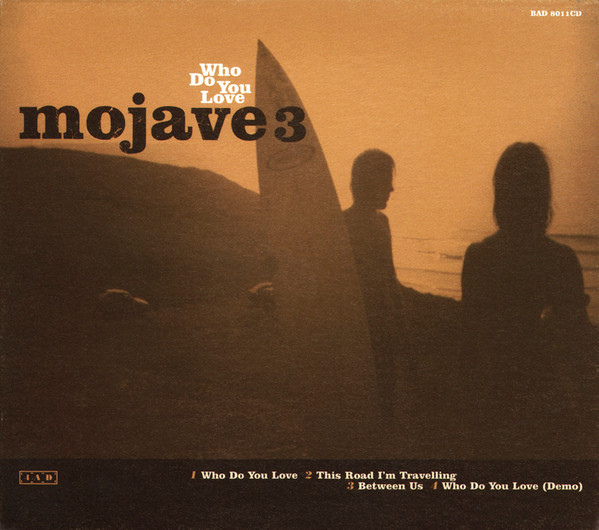 BAD 8011CD
Who
Do You
Love
mojave 3
4AD
1 Who Do You Love 2 This Road I'm Travelling
3 Between Us 4 Who Do You Love (Demo)